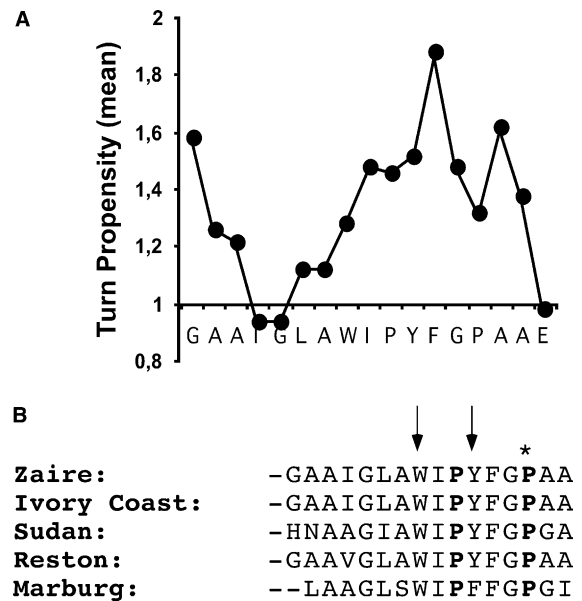 A
Turn Propensity (mean)
2
1,8
1,6
1,4
1,2
1
0,8
G A A I G L A W I P Y F G P A A E
B
*
Zaire: -GAAIGLAWIPYFGPAA
Ivory Coast: -GAAIGLAWIPYFGPAA
Sudan: -HNAAGIAWIPYFGPGA
Reston: -GAAVGLAWIPYFGPAA
Marburg: --LAAGLSWIPFFGPGI